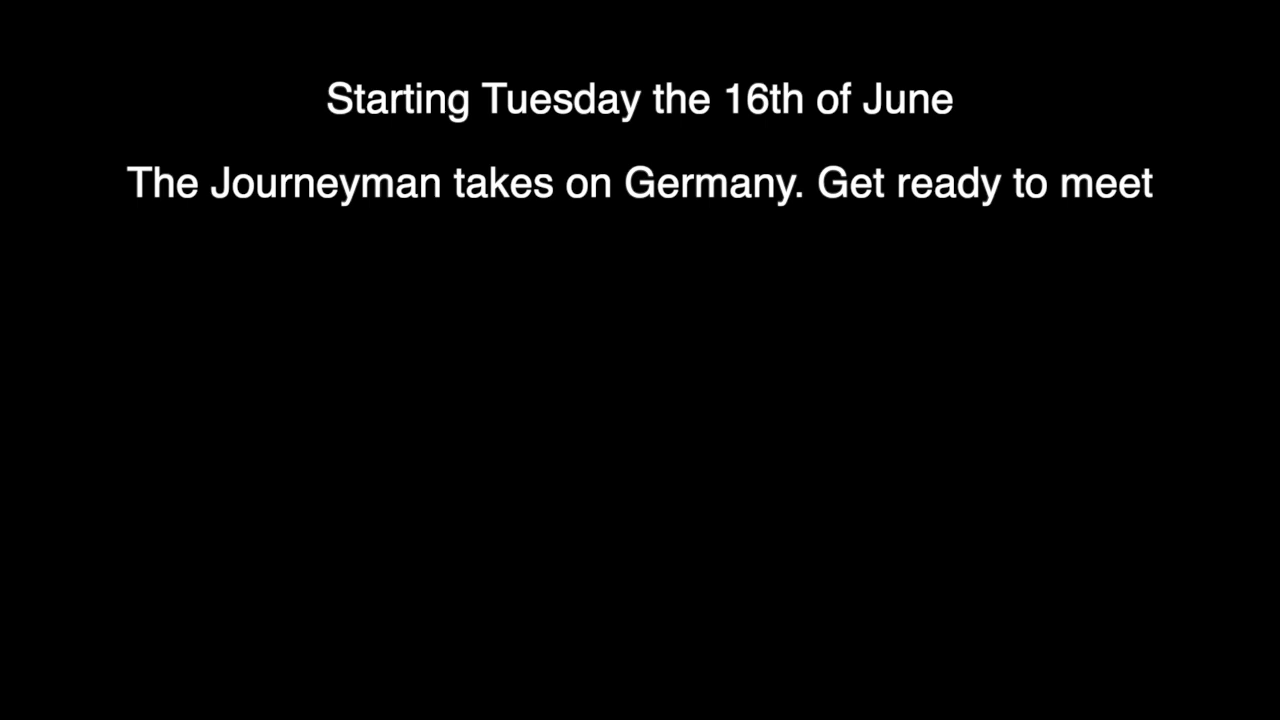 Starting Tuesday the 16th of June
The Journeyman takes on Germany. Get ready to meet